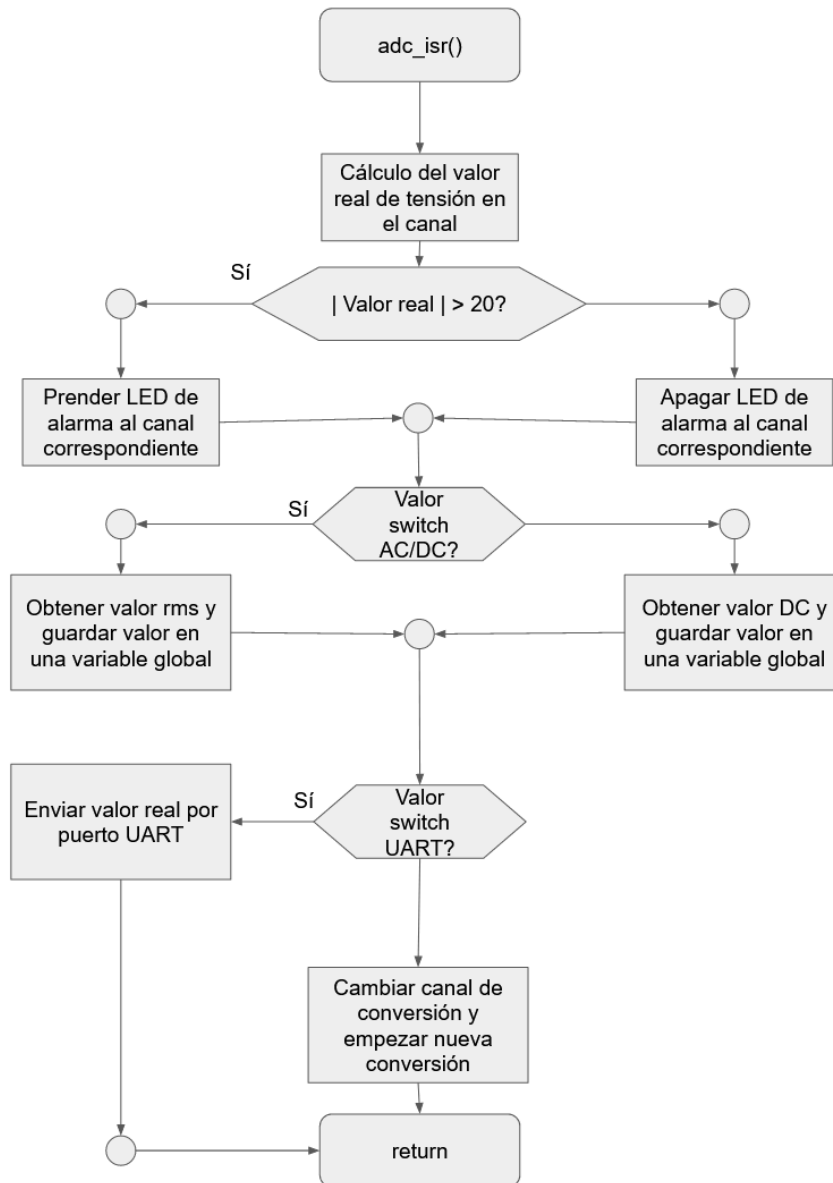 adc_isr()
Cálculo del valor
real de tensión en
el canal
Sí
| Valor real | > 20?
Prender LED de
alarma al canal
correspondiente
Apagar LED de
alarma al canal
correspondiente
Sí
Valor
switch
AC/DC?
Obtener valor rms y
guardar valor en
una variable global
Obtener valor DC y
guardar valor en
una variable global
Enviar valor real por
puerto UART
Sí
Valor
switch
UART?
Cambiar canal de
conversión y
empezar nueva
conversión
return